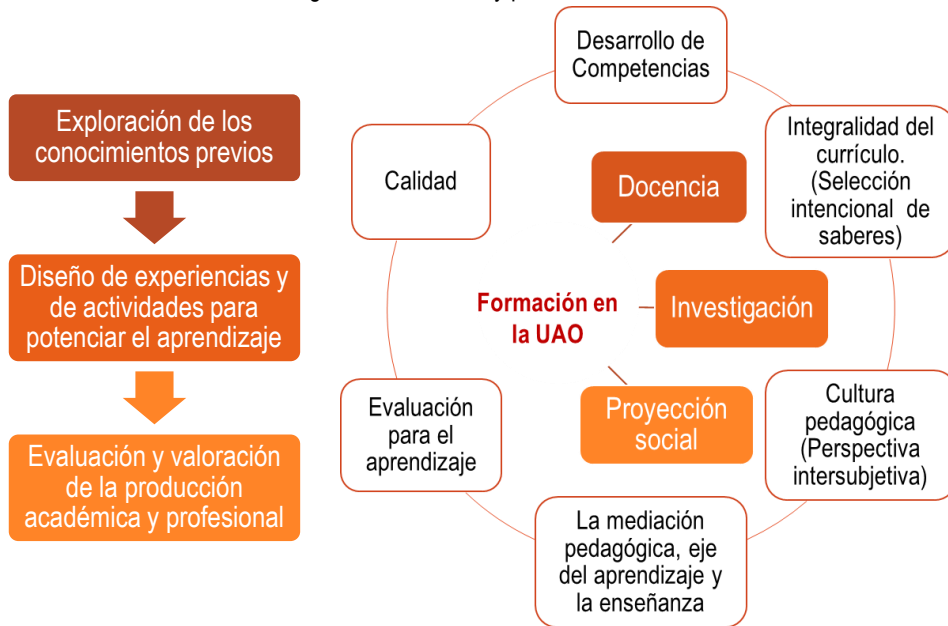 Exploración de los
conocimientos previos
Diseño de experiencias y
de actividades para
potenciar el aprendizaje
Evaluación y valoración
de la producción
académica y profesional
Desarrollo de
Competencias
Integralidad del
currículo.
(Selección
intencional de
saberes)
Cultura
pedagógica
(Perspectiva
intersubjetiva)
La mediación
pedagógica, eje
del aprendizaje y
la enseñanza
Evaluación
para el
aprendizaje
Calidad
Formación en
la UAO
Docencia
Investigación
Proyección
social